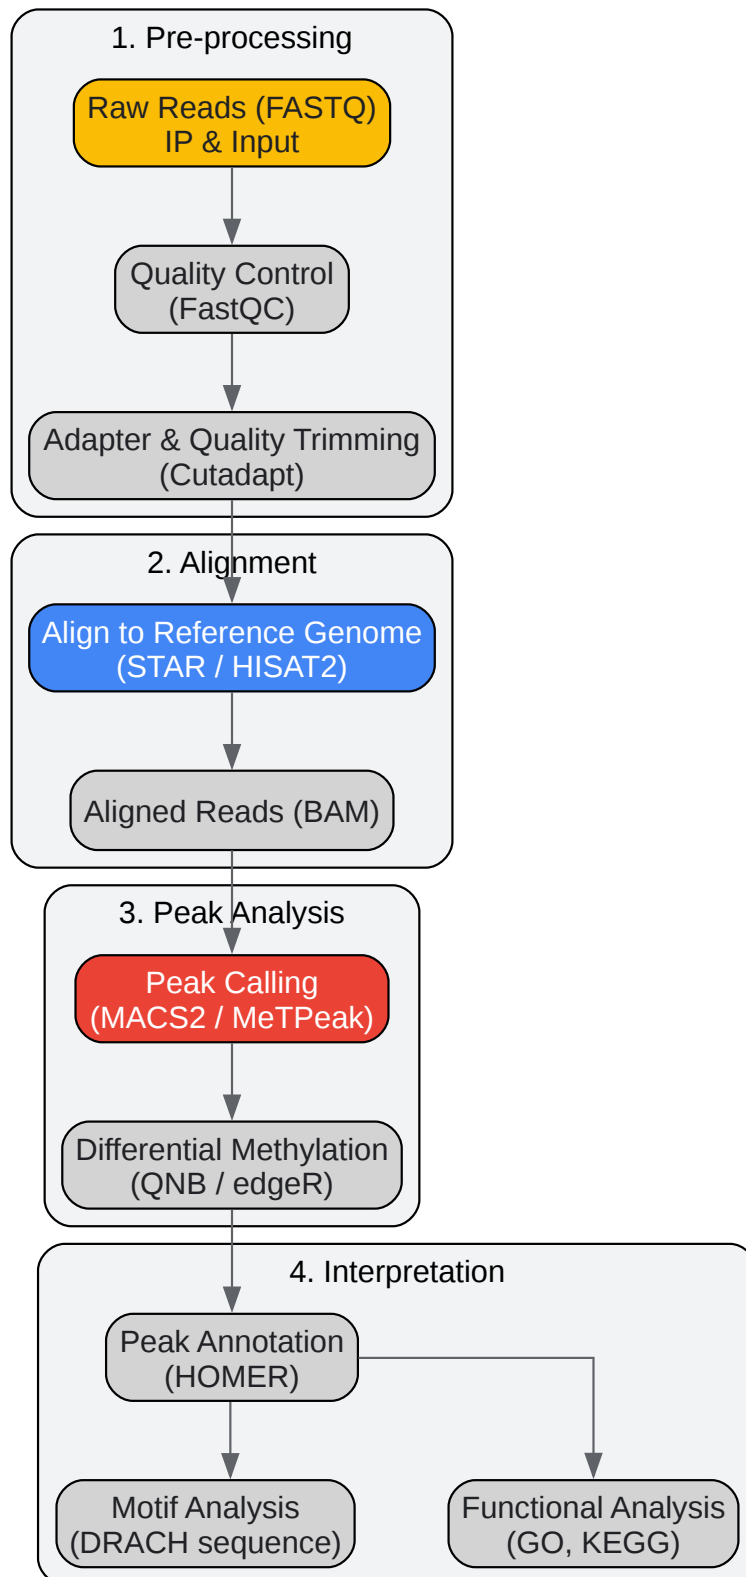 1. Pre-processing
Raw Reads (FASTQ)
IP & Input
Quality Control
(FastQC)
Adapter & Quality Trimming
(Cutadapt)
2. Alignment
Align to Reference Genome
(STAR / HISAT2)
Aligned Reads (BAM)
3. Peak Analysis
Peak Calling
(MACS2 / MeTPeak)
Differential Methylation
(QNB / edgeR)
4. Interpretation
Peak Annotation
(HOMER)
Motif Analysis
(DRACH sequence)
Functional Analysis
(GO, KEGG)